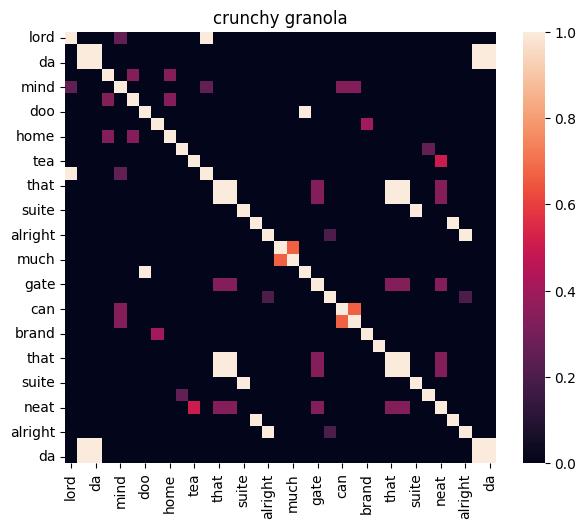 crunchy granola
lord
da
mind
doo
home
tea
that
suite
alright
much
gate
can
brand
that
suite
neat
alright
da
1.0
0.8
0.6
0.4
0.2
0.0
lord
da
mind
doo
home
tea
that
suite
alright
much
gate
can
brand
that
suite
neat
alright
da